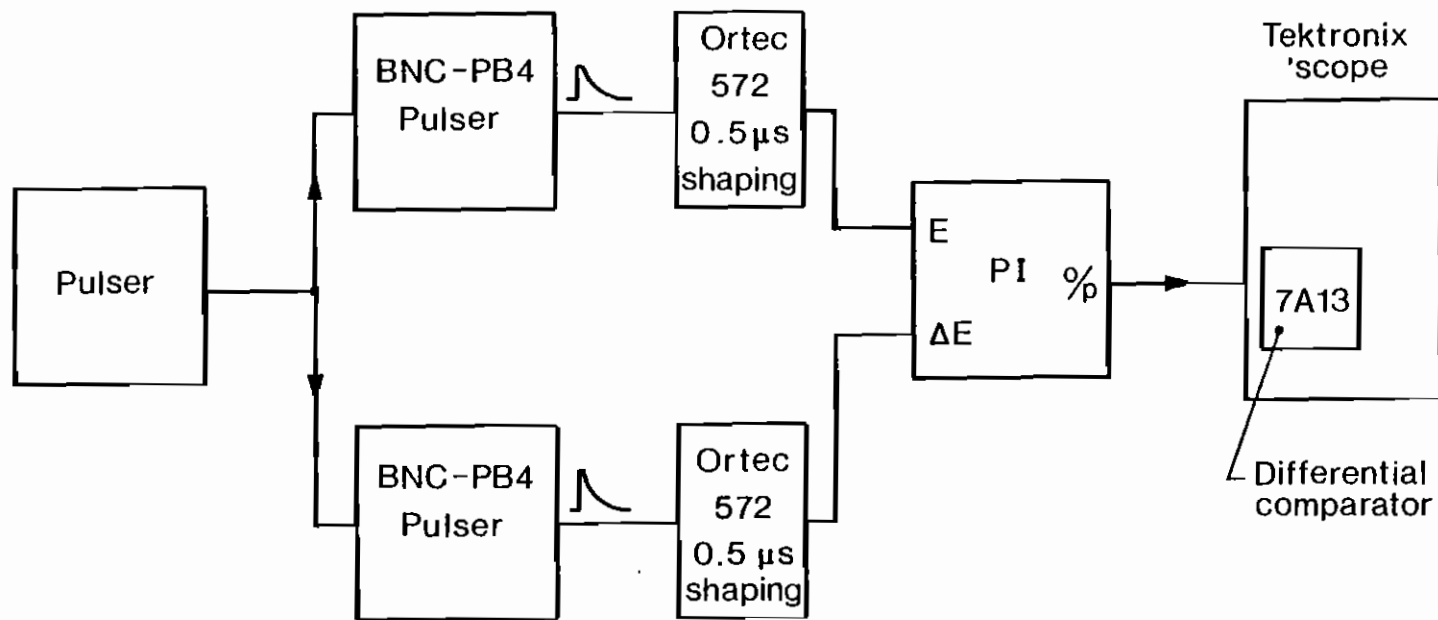 Pulser
BNC-PB4
Pulser
Ortec
572
0.5 μs
shaping
BNC-PB4
Pulser
Ortec
572
0.5 μs
shaping
E
PI
o/p
ΔE
Tektronix
'scope
7A13
Differential
comparator